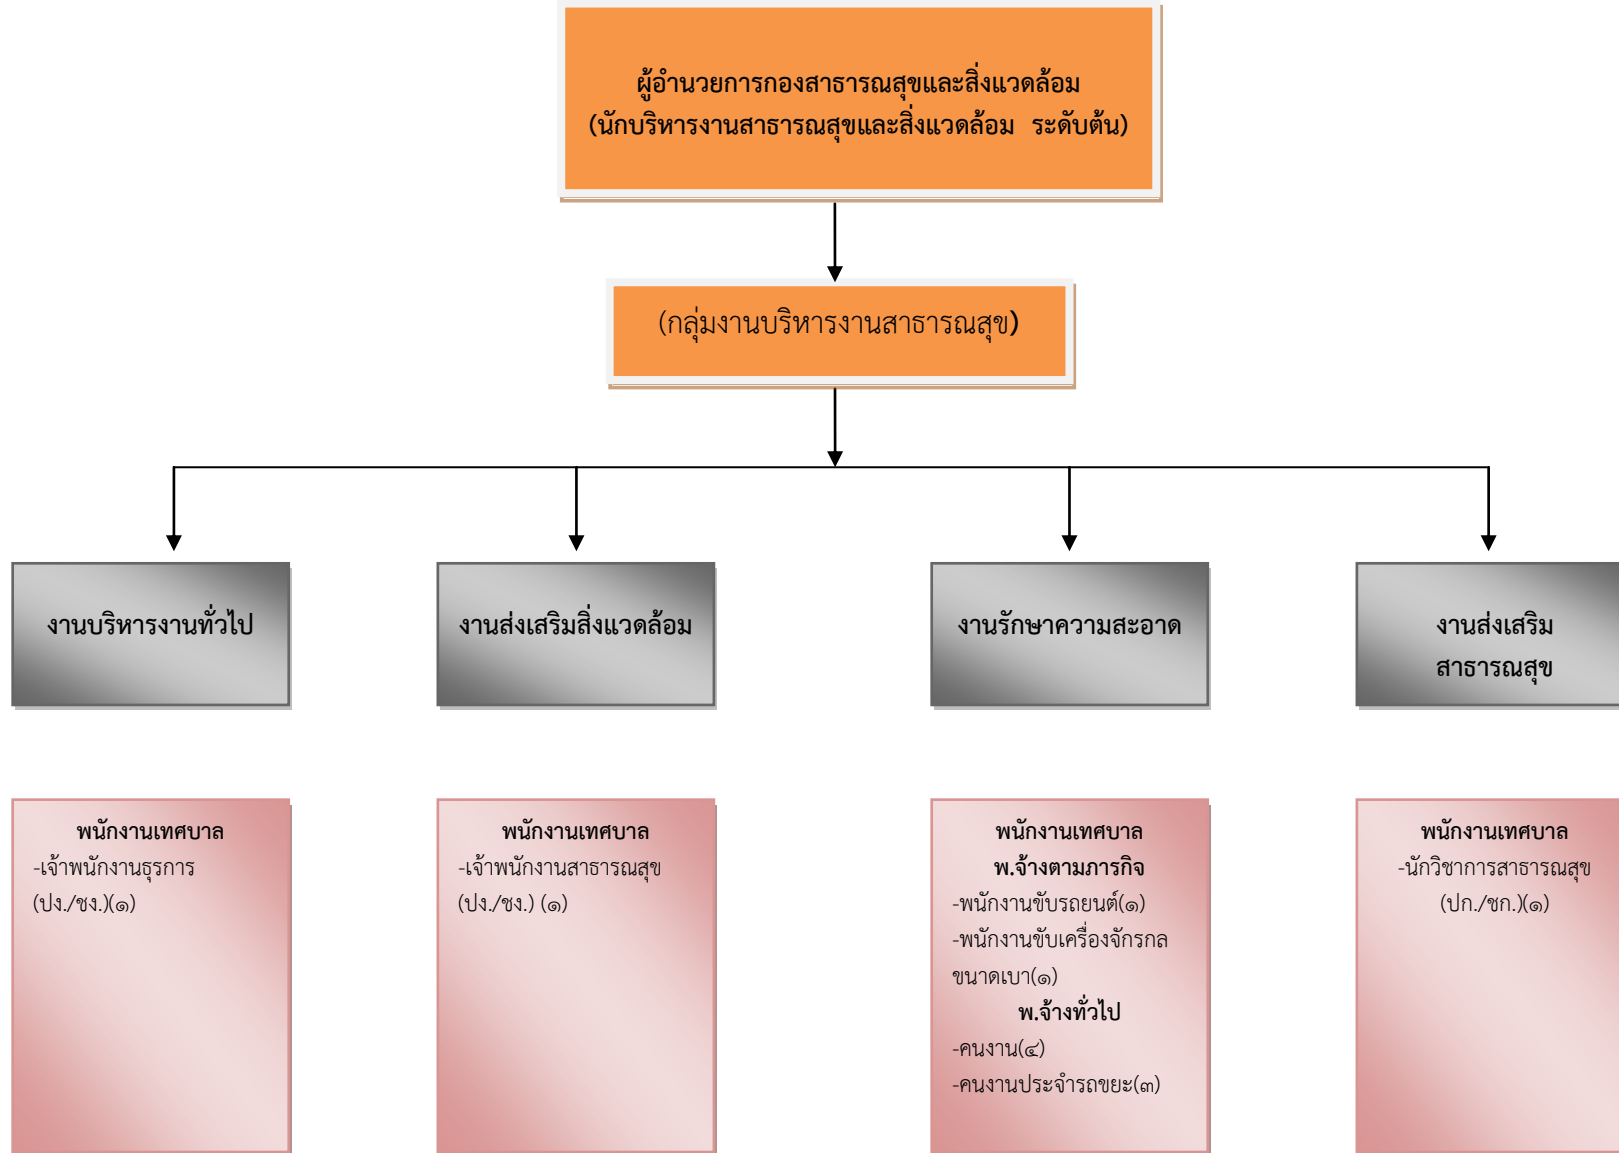 ผู้อำนวยการกองสาธารณสุขและสิ่งแวดล้อม
(นักบริหารงานสาธารณสุขและสิ่งแวดล้อม ระดับต้น)
(กลุ่มงานบริหารงานสาธารณสุข)
งานบริหารงานทั่วไป
งานส่งเสริมสิ่งแวดล้อม
งานรักษาความสะอาด
งานส่งเสริม
สาธารณสุข
พนักงานเทศบาล
-เจ้าพนักงานธุรการ
(ปง./ชง.)(๑)
พนักงานเทศบาล
-เจ้าพนักงานสาธารณสุข
(ปง./ชง.) (๑)
พนักงานเทศบาล
พ.จ้างตามภารกิจ
-พนักงานขับรถยนต์(๑)
-พนักงานขับเครื่องจักรกล
ขนาดเบา(๑)
พ.จ้างทั่วไป
-คนงาน(๔)
-คนงานประจำรถขยะ(๓)
พนักงานเทศบาล
-นักวิชาการสาธารณสุข
(ปก./ชก.)(๑)